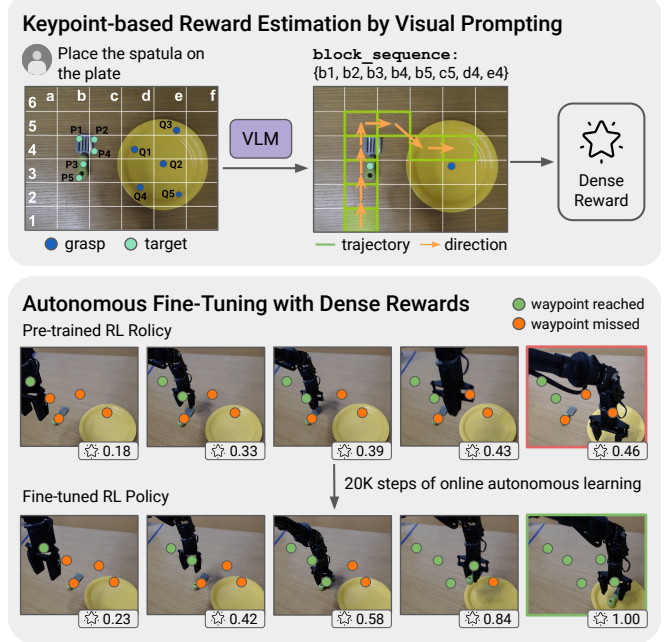 Keypoint-based Reward Estimation by Visual Prompting
Place the spatula on
the plate
block_sequence:
{b1, b2, b3, b4, b5, c5, d4, e4}
a b c d e f
6
5
4
3
2
1
P1 P2
P4
P3
P5
Q3
Q1
Q2
Q4 Q5
VLM
Dense
Reward
grasp target
trajectory direction
Autonomous Fine-Tuning with Dense Rewards
waypoint reached
waypoint missed
Pre-trained RL Rolicy
0.18 0.33 0.39 0.43 0.46
20K steps of online autonomous learning
Fine-tuned RL Policy
0.23 0.42 0.58 0.84 1.00